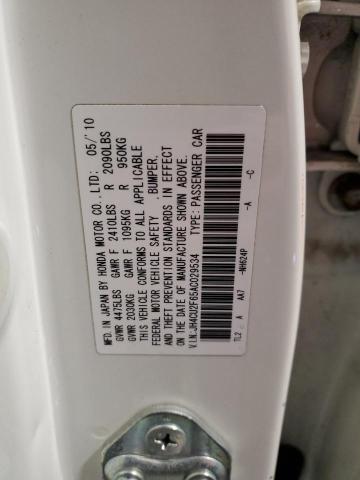 MFD. IN JAPAN BY HONDA MOTOR CO., LTD: 05/'10
GVWR 4475LBS GAWR F 2410LBS R 2090LBS
GVWR 2030KG GAWR F 1095KG R 950KG
THIS VEHICLE CONFORMS TO ALL APPLICABLE
FEDERAL MOTOR VEHICLE SAFETY, BUMPER,
AND THEFT PREVENTION STANDARDS IN EFFECT
ON THE DATE OF MANUFACTURE SHOWN ABOVE.
V.I.N:JH4CU2F65AC029534 TYPE: PASSENGER CAR
-NH624P -A -C
TL2 A AA7